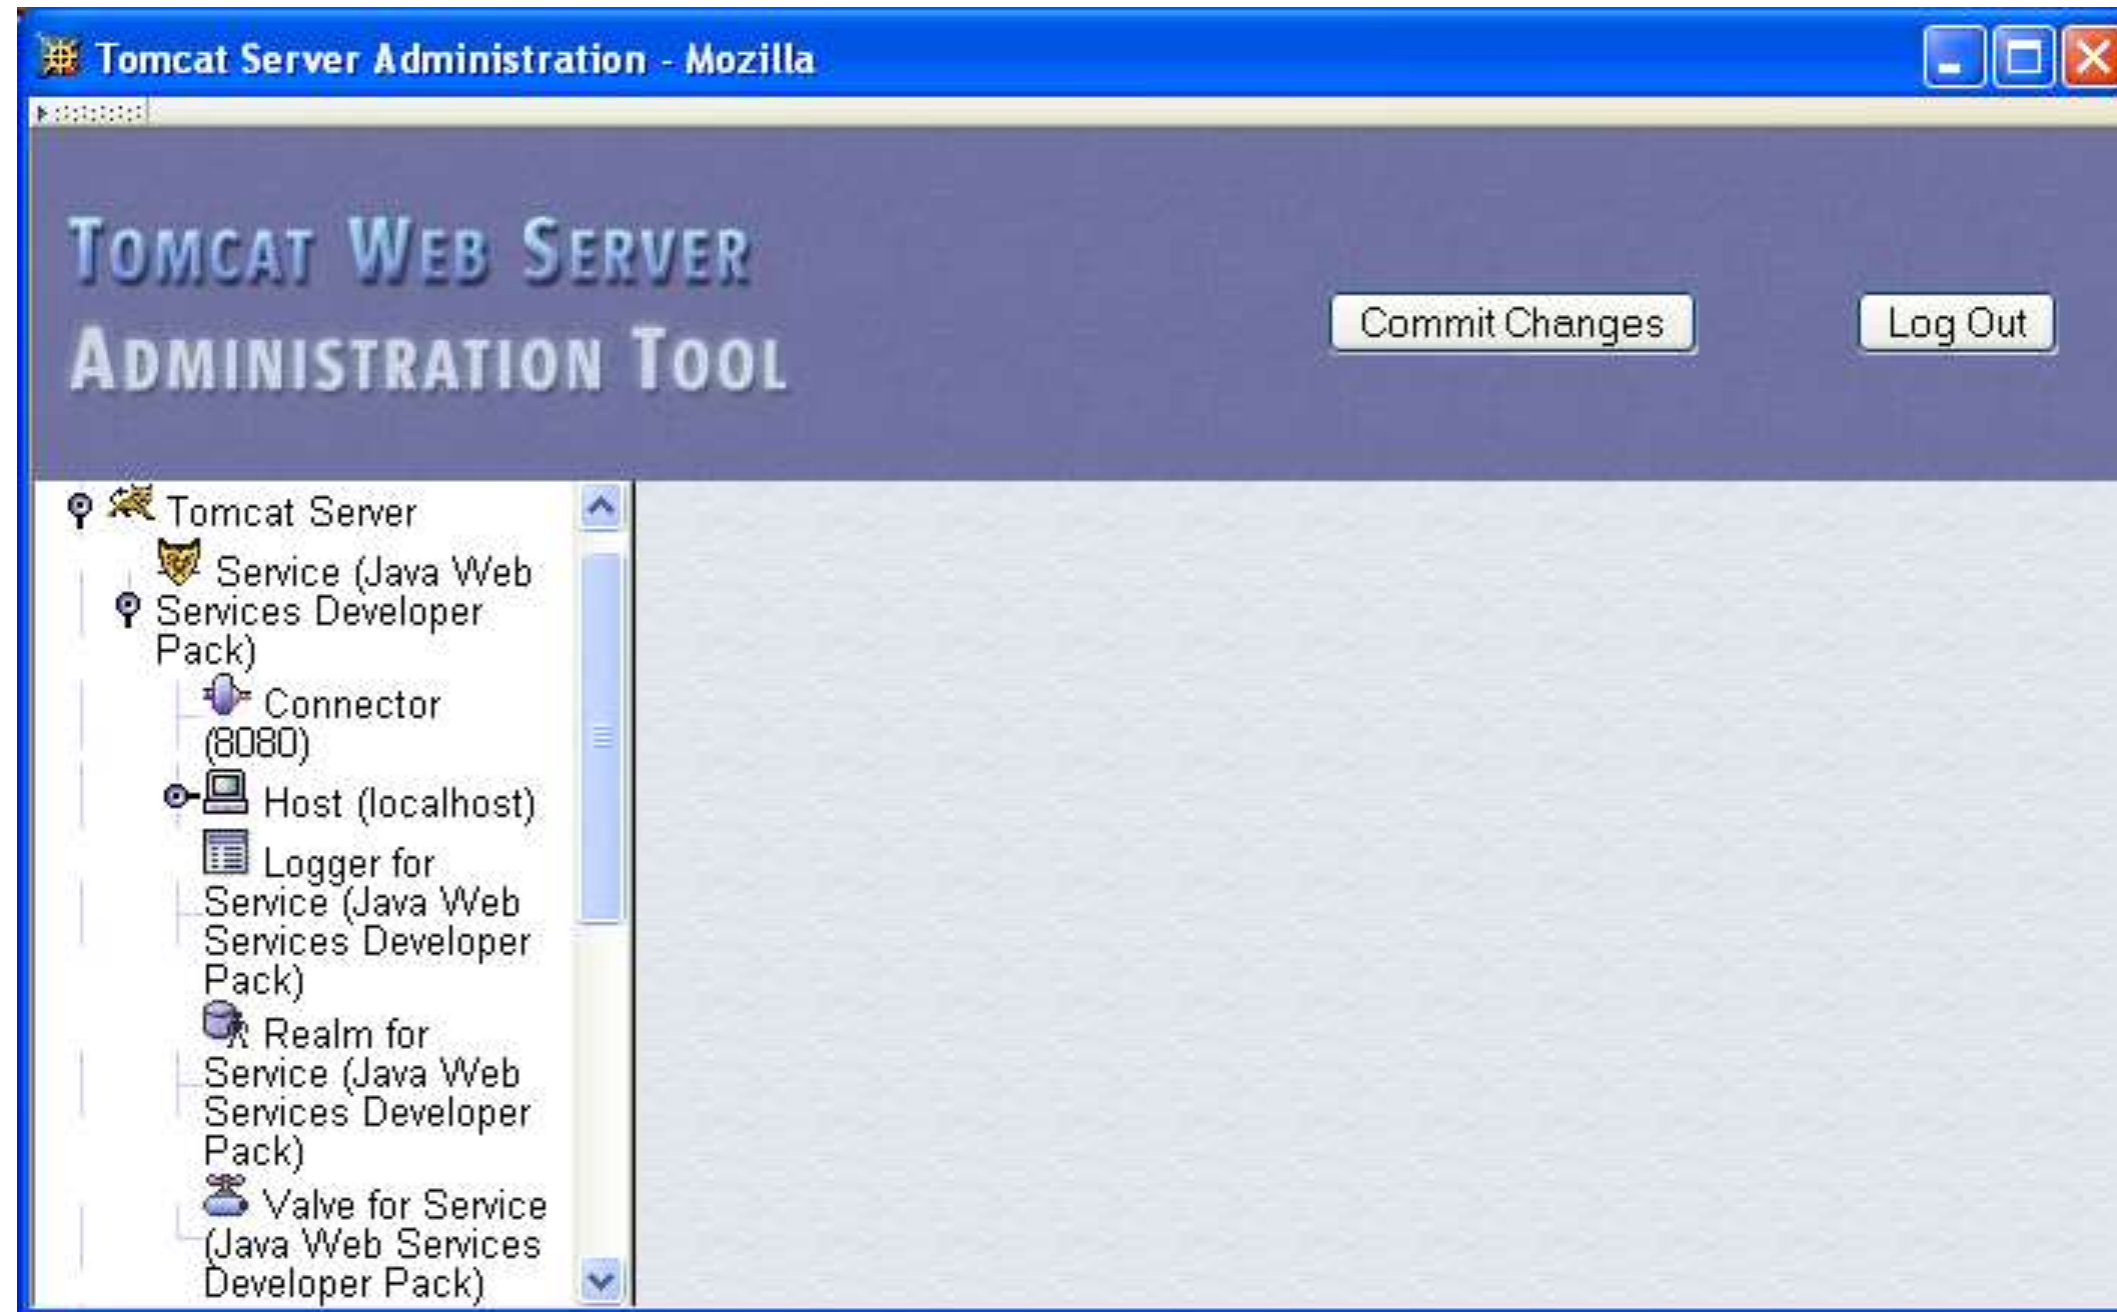 Tomcat Server Administration - Mozilla
TOMCAT WEB SERVER
ADMINISTRATION TOOL
Commit Changes
Log Out
Tomcat Server
Service (Java Web
Services Developer
Pack)
Connector
(8080)
Host (localhost)
Logger for
Service (Java Web
Services Developer
Pack)
Realm for
Service (Java Web
Services Developer
Pack)
Valve for Service
(Java Web Services
Developer Pack)